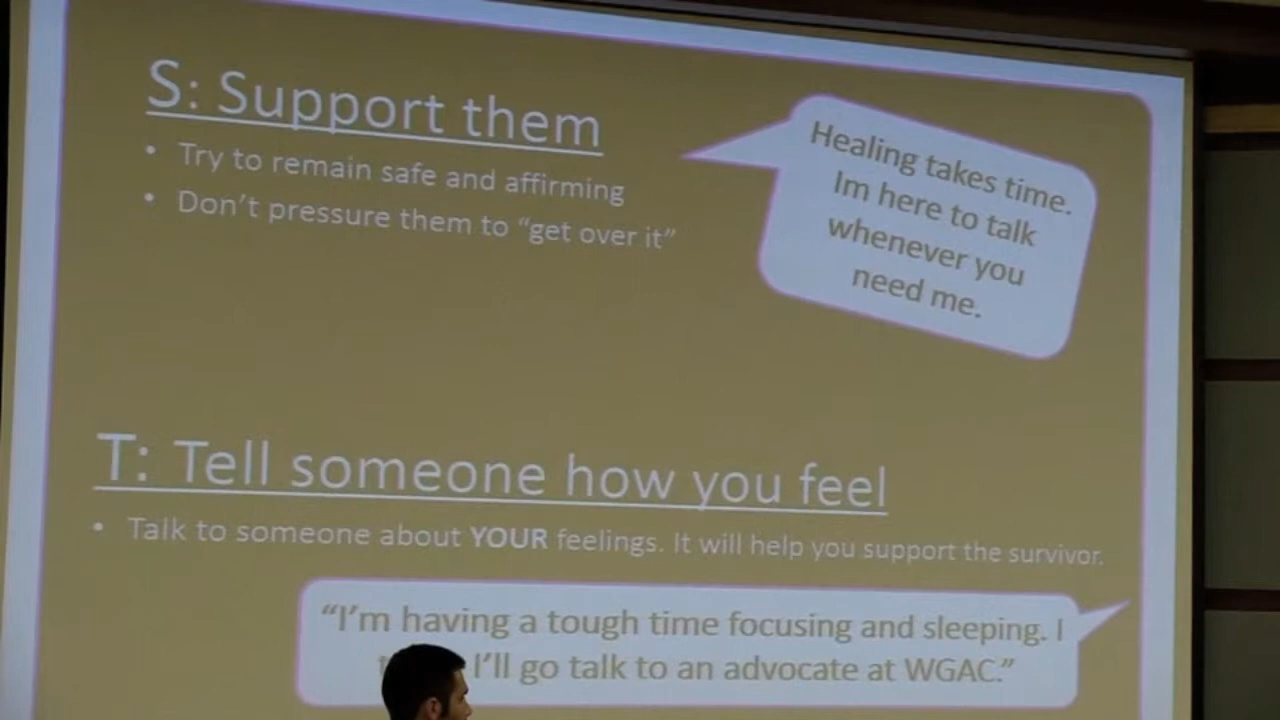 S: Support them
• Try to remain safe and affirming
• Don't pressure them to “get over it”
Healing takes time.
Im here to talk
whenever you
need me.
T: Tell someone how you feel
• Talk to someone about YOUR feelings. It will help you support the survivor.
“I'm having a tough time focusing and sleeping. I
I'll go talk to an advocate at WGAC.”